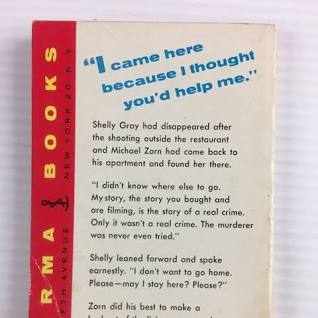 "I came here
because I thought
you'd help me."
Shelly Gray had disappeared after
the shooting outside the restaurant
and Michael Zorn had come back to
his apartment and found her there.
"I didn't know where else to go.
My story, the story you bought and
are filming, is the story of a real crime.
Only it wasn't a real crime. The murderer
was never even tried."
Shelly leaned forward and spoke
earnestly. "I don't want to go home.
Please—may I stay here? Please?"
Zorn did his best to make a
RMA BOOKS
FTH AVENUE NEW YORK 20, N Y